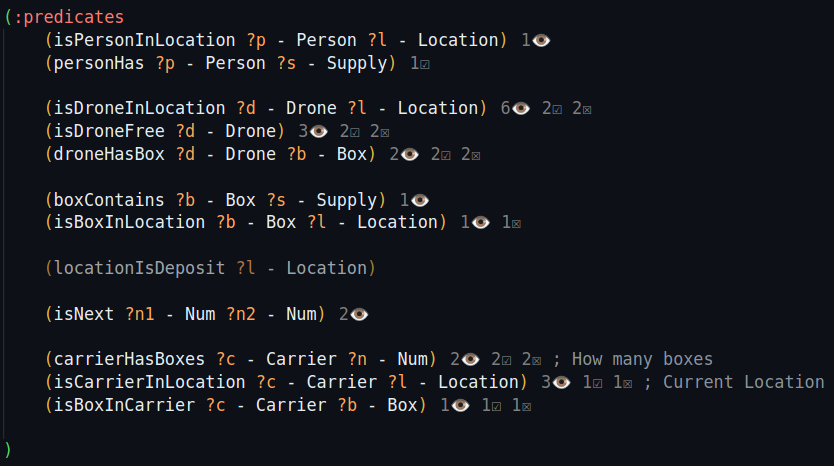 (:predicates
(isPersonInLocation ?p - Person ?l - Location) 1👁
(personHas ?p - Person ?s - Supply) 1☑
(isDroneInLocation ?d - Drone ?l - Location) 6👁 2☑ 2☒
(isDroneFree ?d - Drone) 3👁 2☑ 2☒
(droneHasBox ?d - Drone ?b - Box) 2👁 2☑ 2☒
(boxContains ?b - Box ?s - Supply) 1👁
(isBoxInLocation ?b - Box ?l - Location) 1👁 1☒
(locationIsDeposit ?l - Location)
(isNext ?n1 - Num ?n2 - Num) 2👁
(carrierHasBoxes ?c - Carrier ?n - Num) 2👁 2☑ 2☒ ; How many boxes
(isCarrierInLocation ?c - Carrier ?l - Location) 3👁 1☑ 1☒ ; Current Location
(isBoxInCarrier ?c - Carrier ?b - Box) 1👁 1☑ 1☒
)